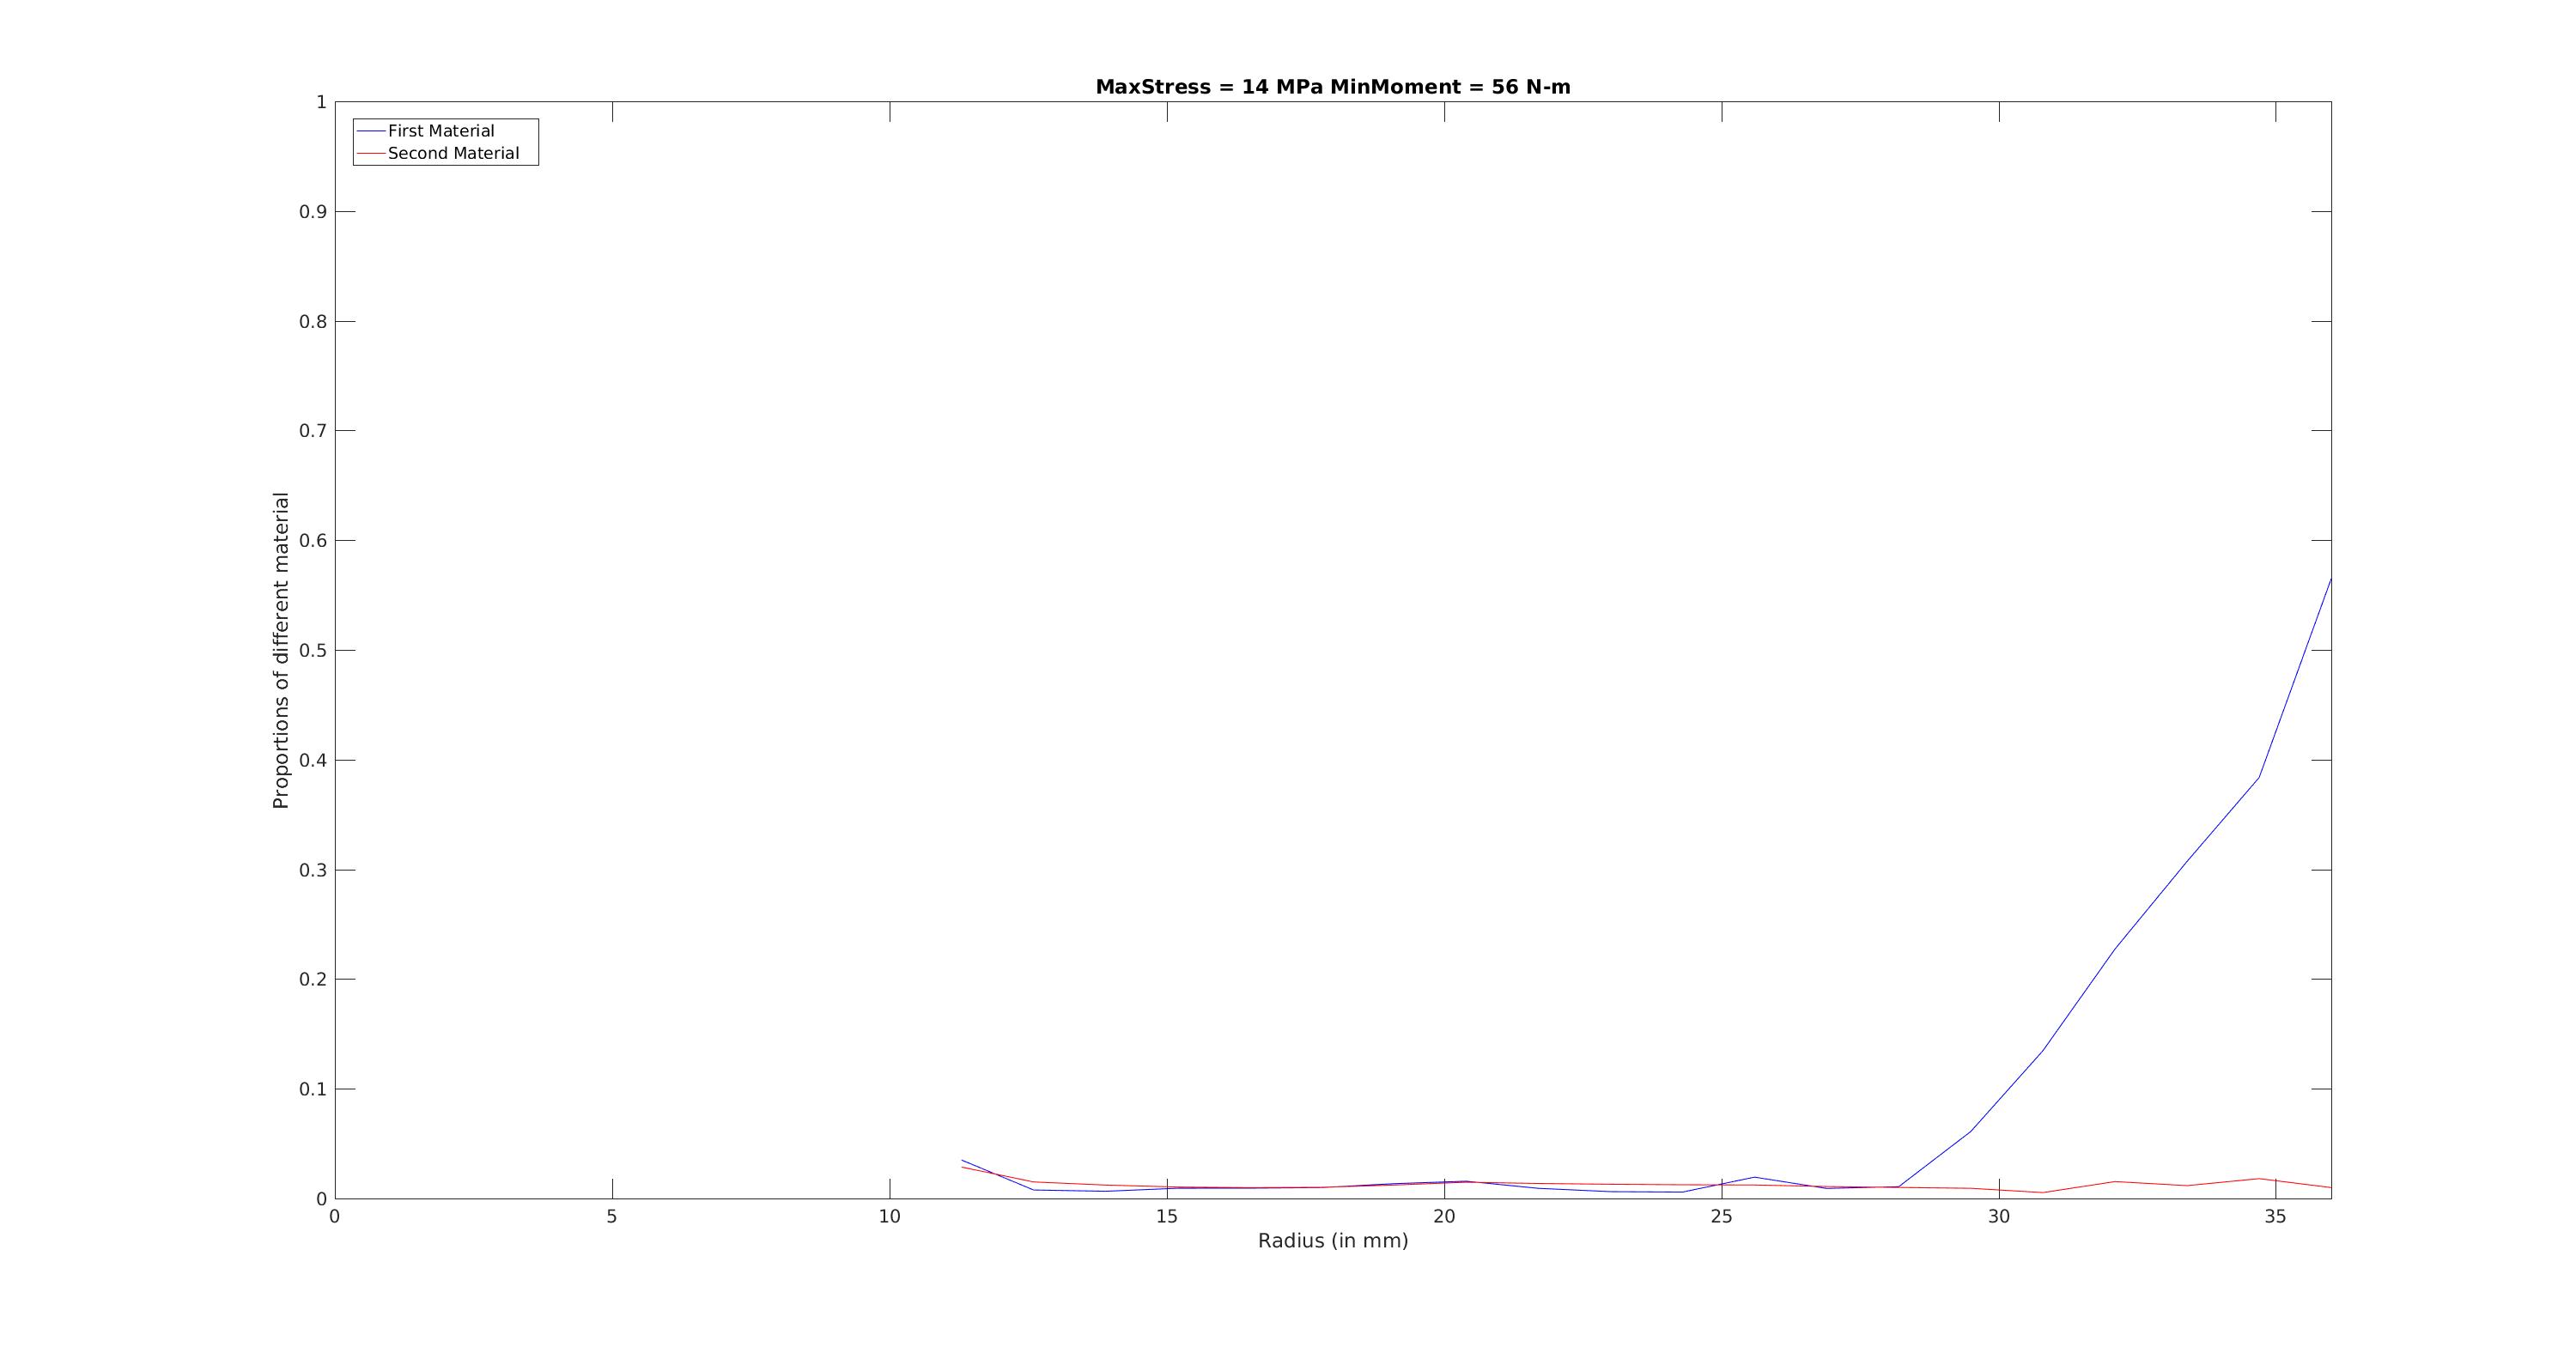 MaxStress = 14 MPa MinMoment = 56 N-m
First Material
Second Material
1
0.9
0.8
0.7
0.6
0.5
0.4
0.3
0.2
0.1
0
Proportions of different material
0 5 10 15 20 25 30 35
Radius (in mm)